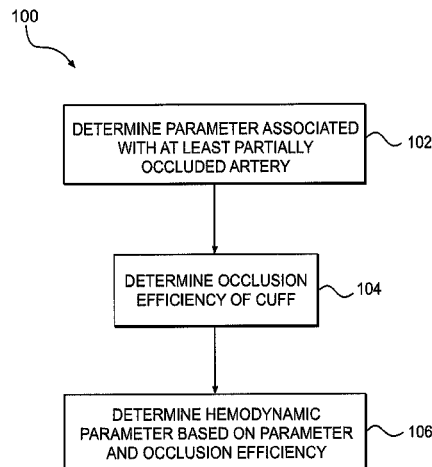 100
DETERMINE PARAMETER ASSOCIATED
WITH AT LEAST PARTIALLY
OCCLUDED ARTERY
102
DETERMINE OCCLUSION
EFFICIENCY OF CUFF
104
DETERMINE HEMODYNAMIC
PARAMETER BASED ON PARAMETER
AND OCCLUSION EFFICIENCY
106